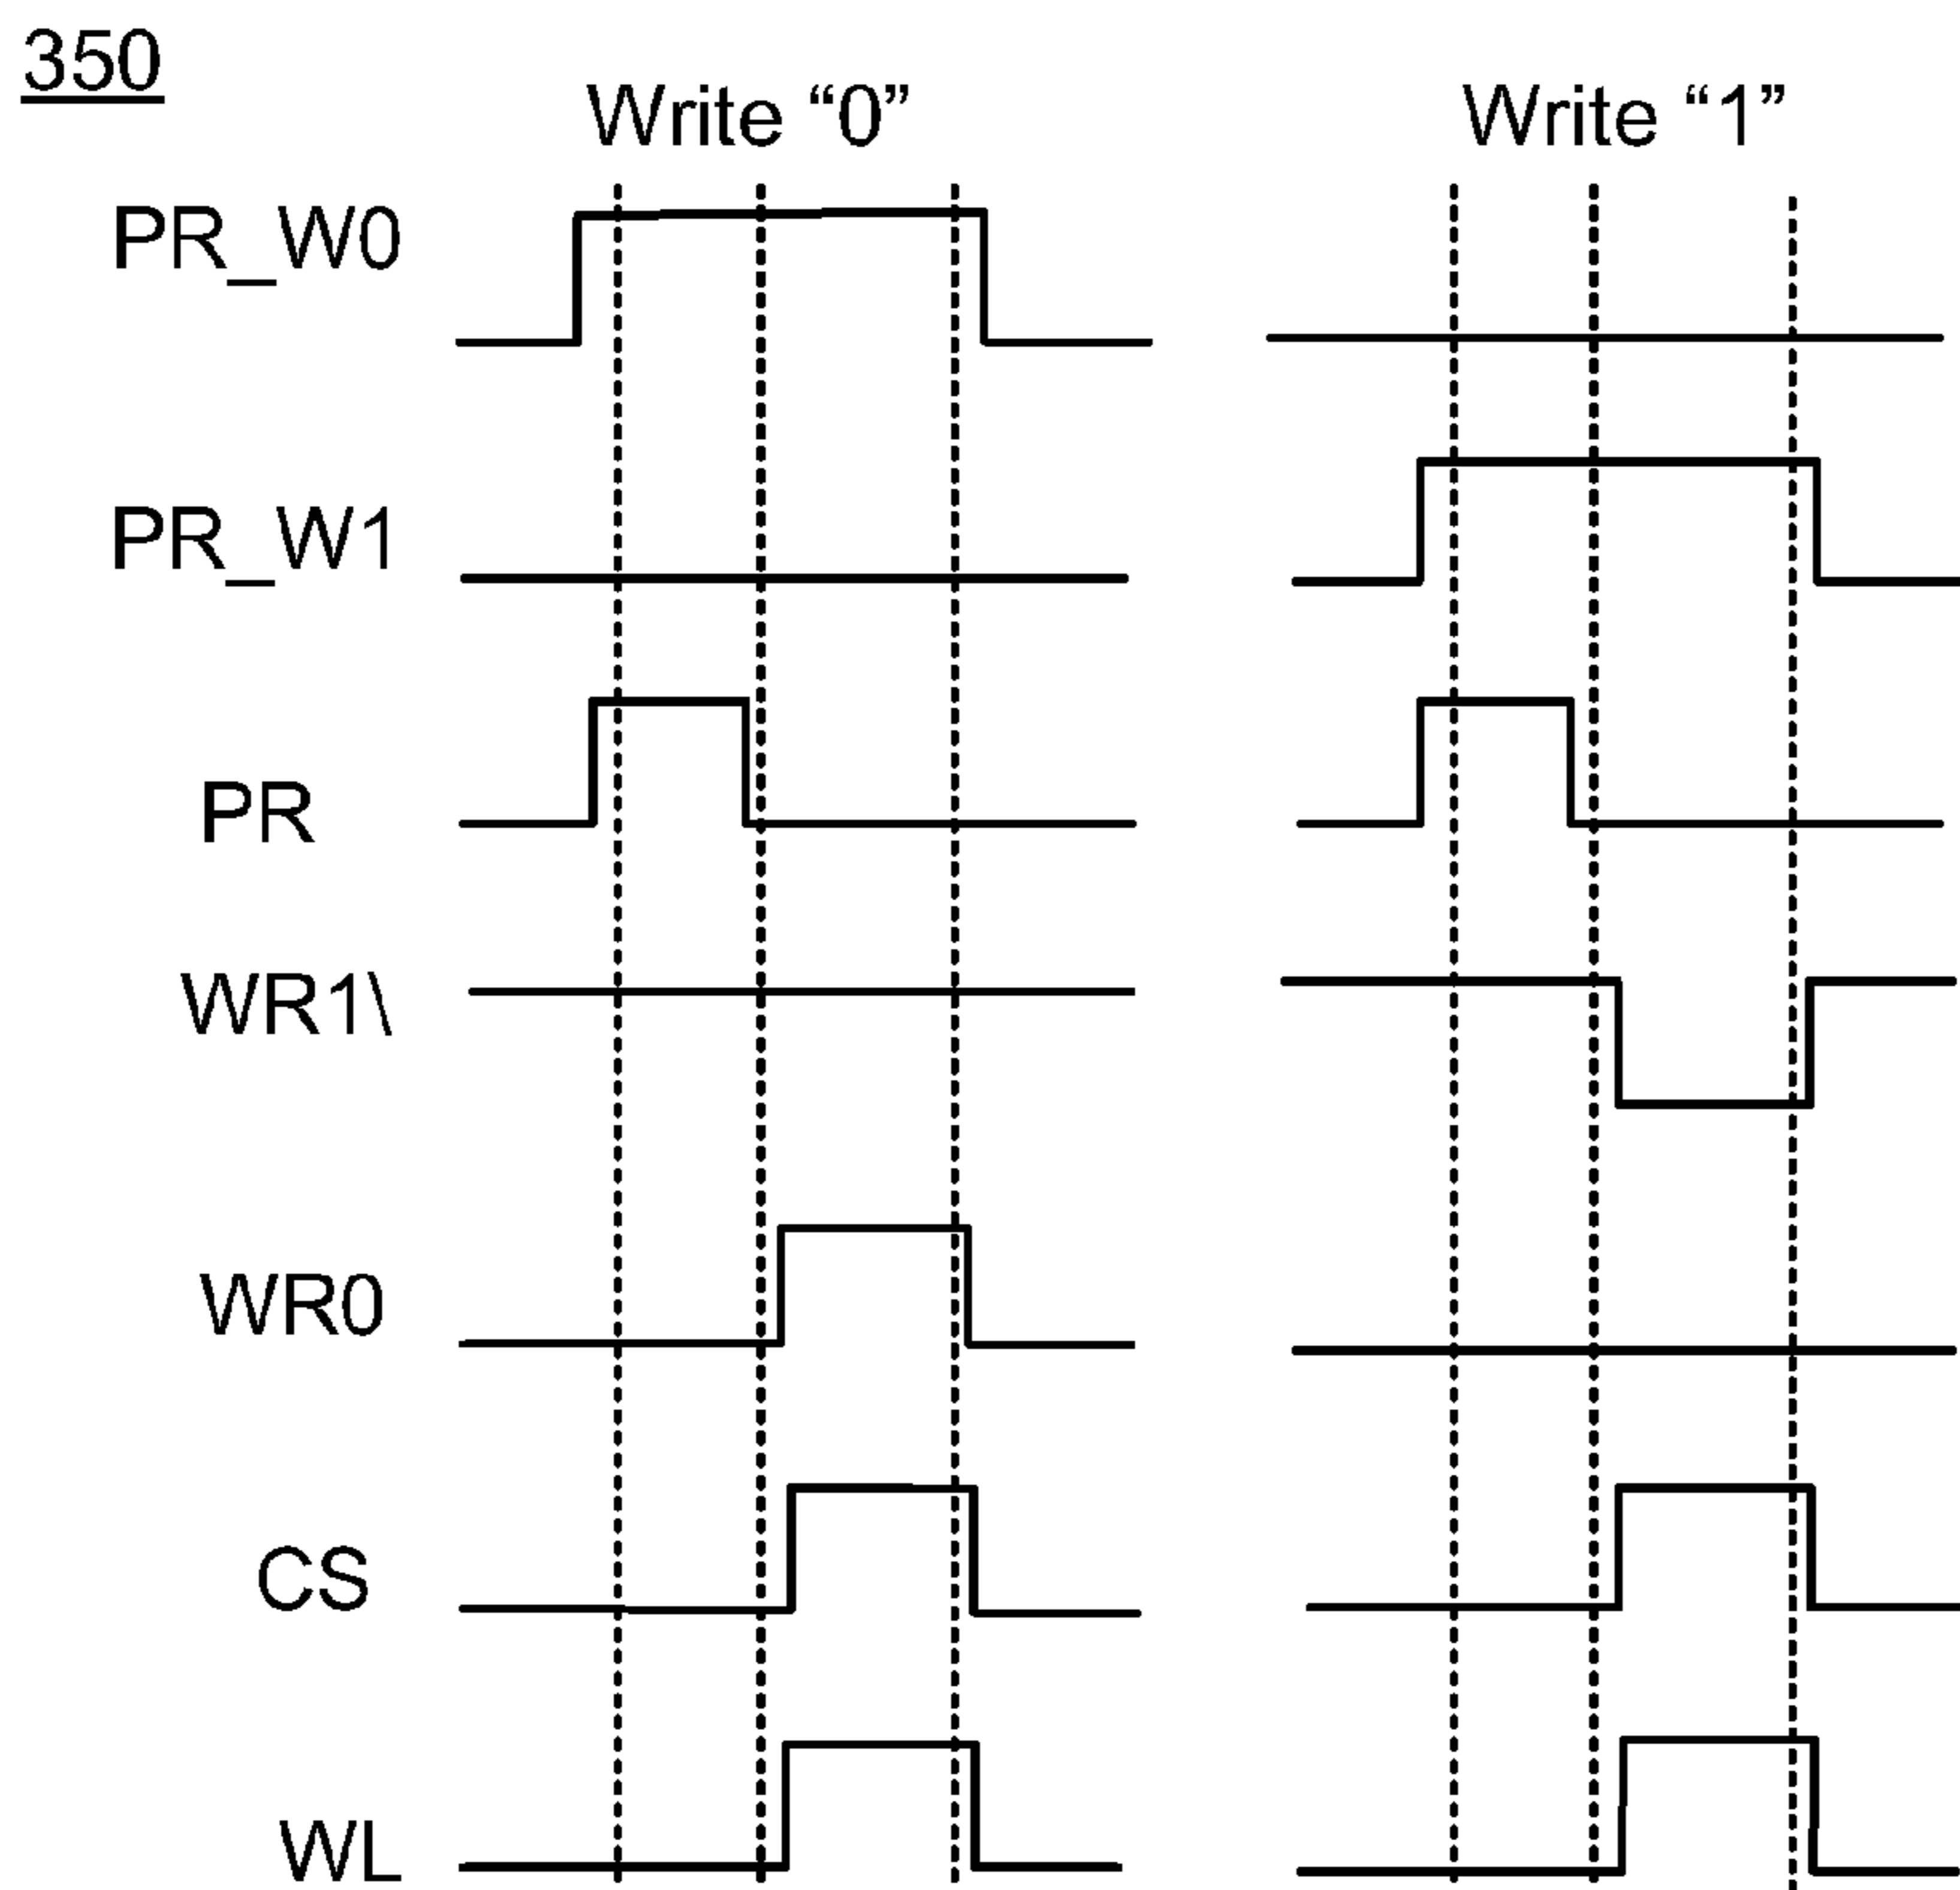 350
Write “0” Write “1”
PR_W0
PR_W1
PR
WR1\
WR0
CS
WL